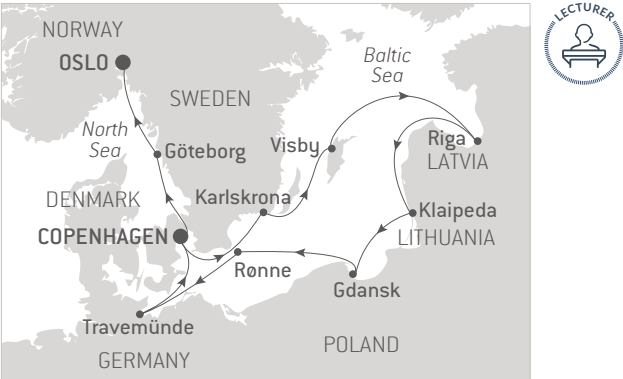 LECTURER
NORWAY
OSLO
Baltic
Sea
SWEDEN
North
Sea
Göteborg
Visby
Riga
LATVIA
DENMARK
Karlskrona
Klaipeda
COPENHAGEN
LITHUANIA
Rønne
Gdansk
Travemünde
POLAND
GERMANY